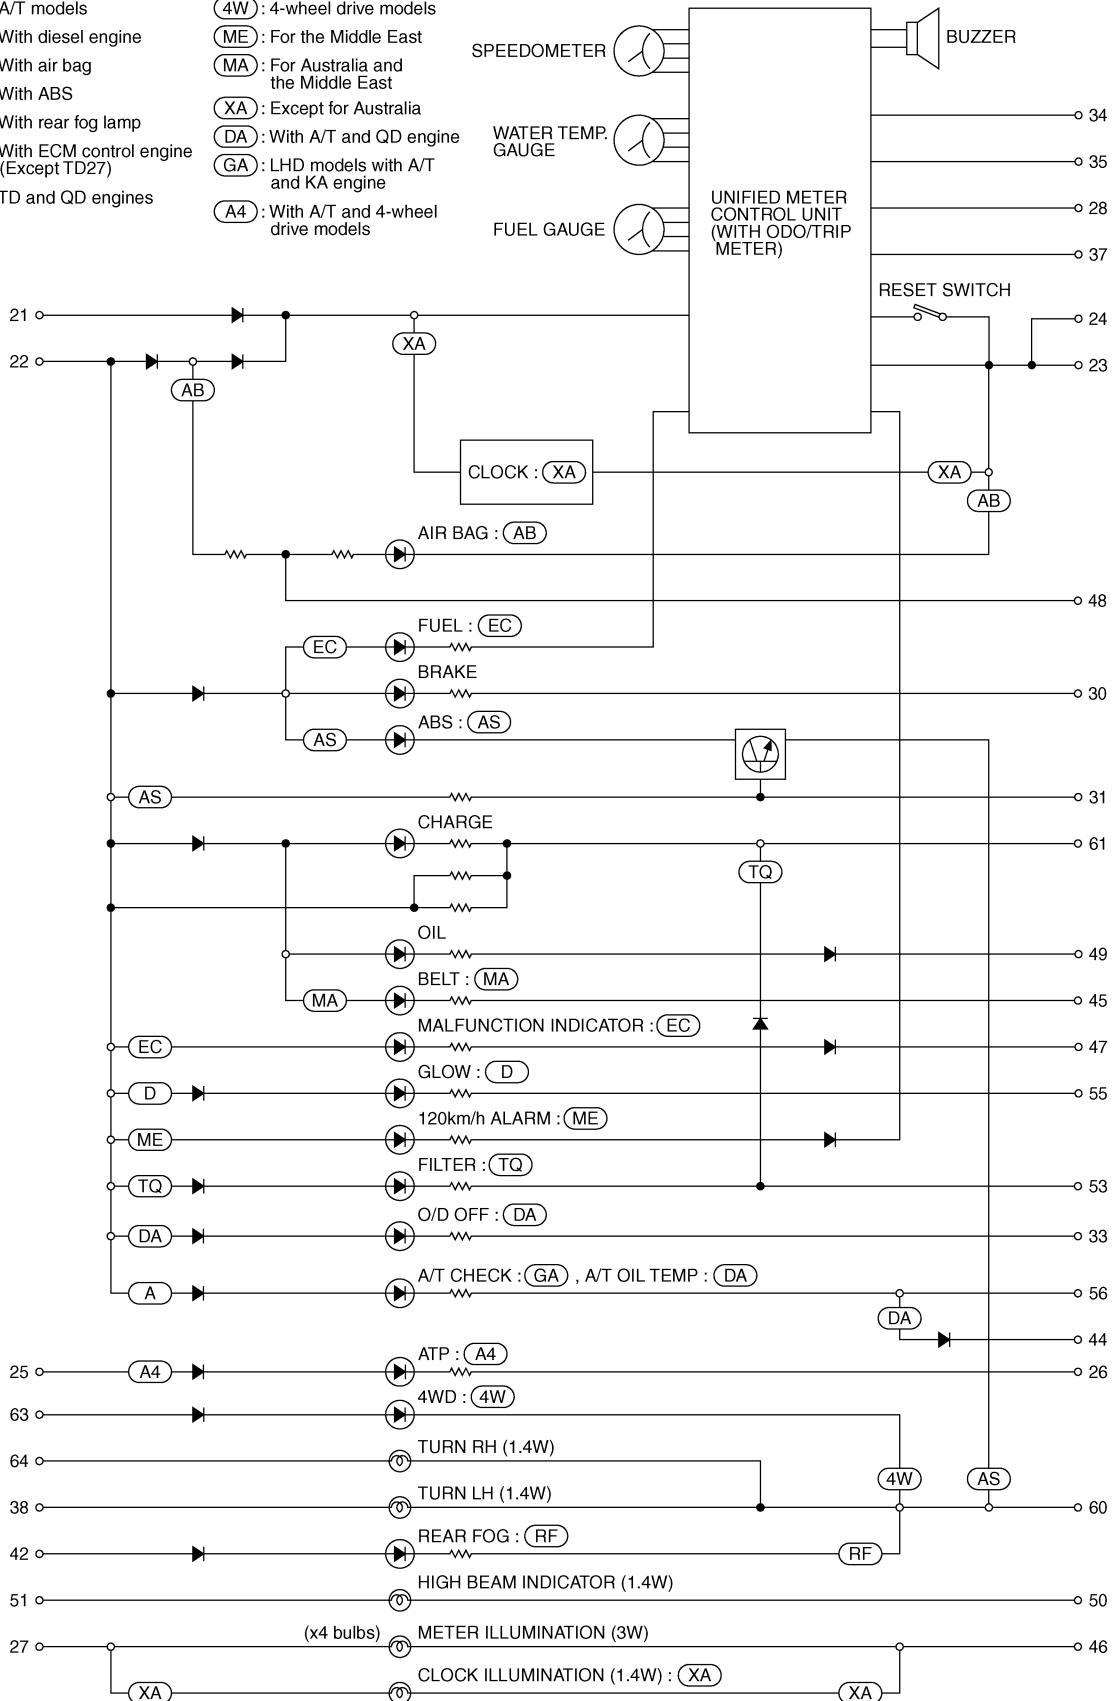 A/T models
With diesel engine
With air bag
With ABS
With rear fog lamp
With ECM control engine
(Except TD27)
TD and QD engines
4W : 4-wheel drive models
ME : For the Middle East
MA : For Australia and
the Middle East
XA : Except for Australia
DA : With A/T and QD engine
GA : LHD models with A/T
and KA engine
A4 : With A/T and 4-wheel
drive models
SPEEDOMETER
WATER TEMP.
GAUGE
FUEL GAUGE
UNIFIED METER
CONTROL UNIT
(WITH ODO/TRIP
METER)
BUZZER
34
35
28
37
RESET SWITCH
24
23
21
22
XA
AB
CLOCK : XA
XA
AB
AIR BAG : AB
48
FUEL : EC
EC
BRAKE
30
ABS : AS
AS
AS
31
CHARGE
61
TQ
OIL
49
BELT : MA
MA
45
MALFUNCTION INDICATOR : EC
EC
47
GLOW : D
D
55
120km/h ALARM : ME
ME
FILTER : TQ
TQ
53
O/D OFF : DA
DA
33
A/T CHECK : GA , A/T OIL TEMP : DA
A
56
DA
44
ATP : A4
25
A4
26
4WD : 4W
63
TURN RH (1.4W)
64
4W
AS
TURN LH (1.4W)
38
60
REAR FOG : RF
42
RF
HIGH BEAM INDICATOR (1.4W)
51
50
27
(x4 bulbs)
METER ILLUMINATION (3W)
46
CLOCK ILLUMINATION (1.4W) : XA
XA
XA